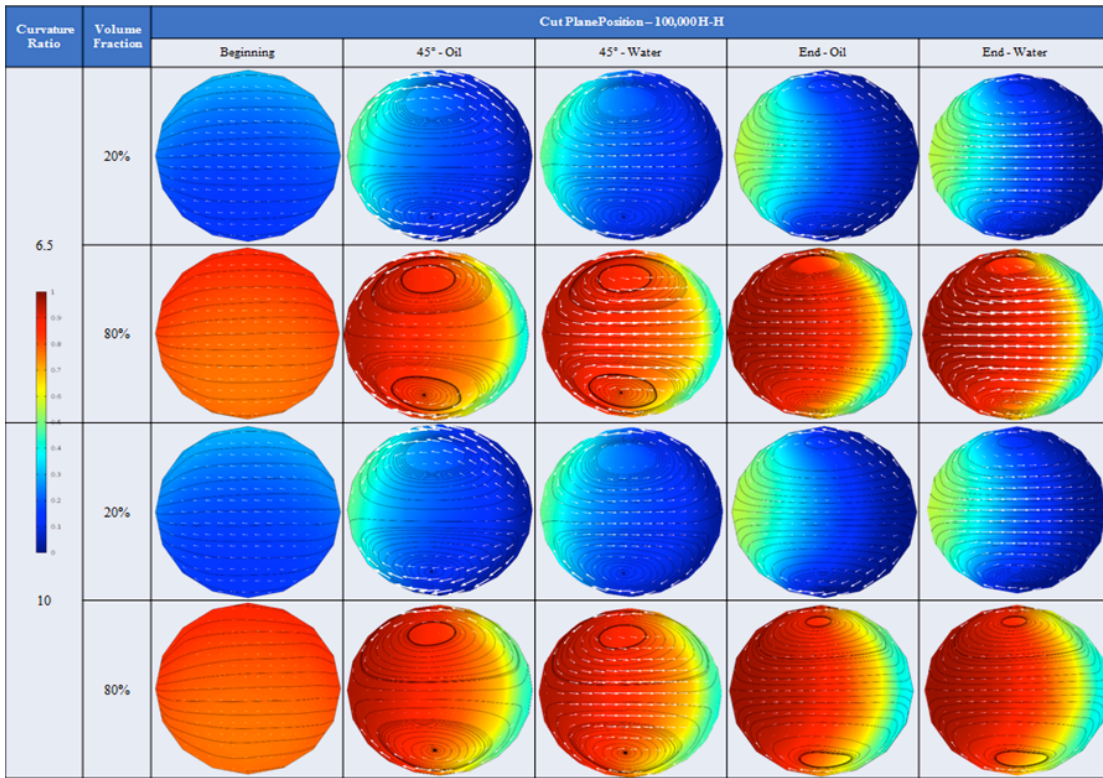 Curvature
Ratio
Volume
Fraction
Cut PlanePosition – 100,000 H-H
Beginning
45° - Oil
45° - Water
End - Oil
End - Water
20%
6.5
80%
1
0.9
0.8
0.7
0.6
0.5
0.4
0.3
0.2
0.1
0
20%
10
80%